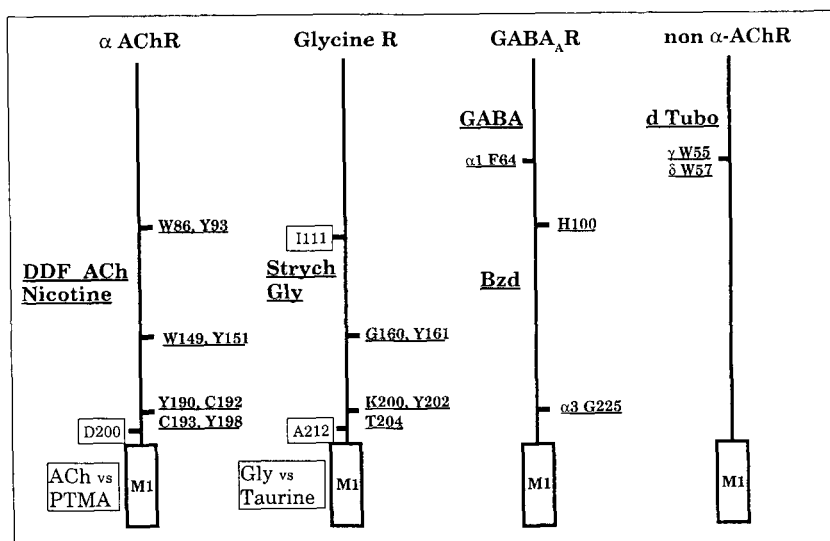 α AChR
Glycine R
GABA_A R
non α-AChR
W86, Y93
DDF ACh
Nicotine
W149, Y151
Y190, C192
C193, Y198
D200
ACh vs
PTMA
M1
I111
Strych
Gly
G160, Y161
K200, Y202
T204
A212
Gly vs
Taurine
M1
GABA
α1 F64
H100
Bzd
α3 G225
M1
d Tubo
γ W55
δ W57
M1